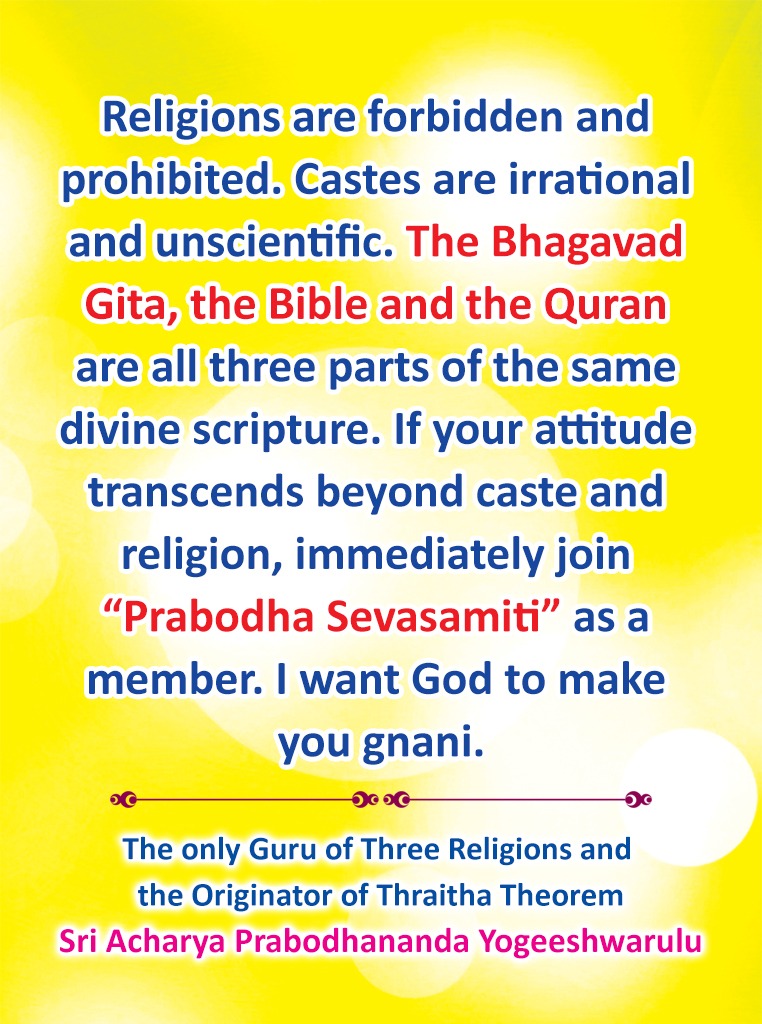 Religions are forbidden and
prohibited. Castes are irrational
and unscientific. The Bhagavad
Gita, the Bible and the Quran
are all three parts of the same
divine scripture. If your attitude
transcends beyond caste and
religion, immediately join
“Prabodha Sevasamiti” as a
member. I want God to make
you gnani.
The only Guru of Three Religions and
the Originator of Thraitha Theorem
Sri Acharya Prabodhananda Yogeeshwarulu